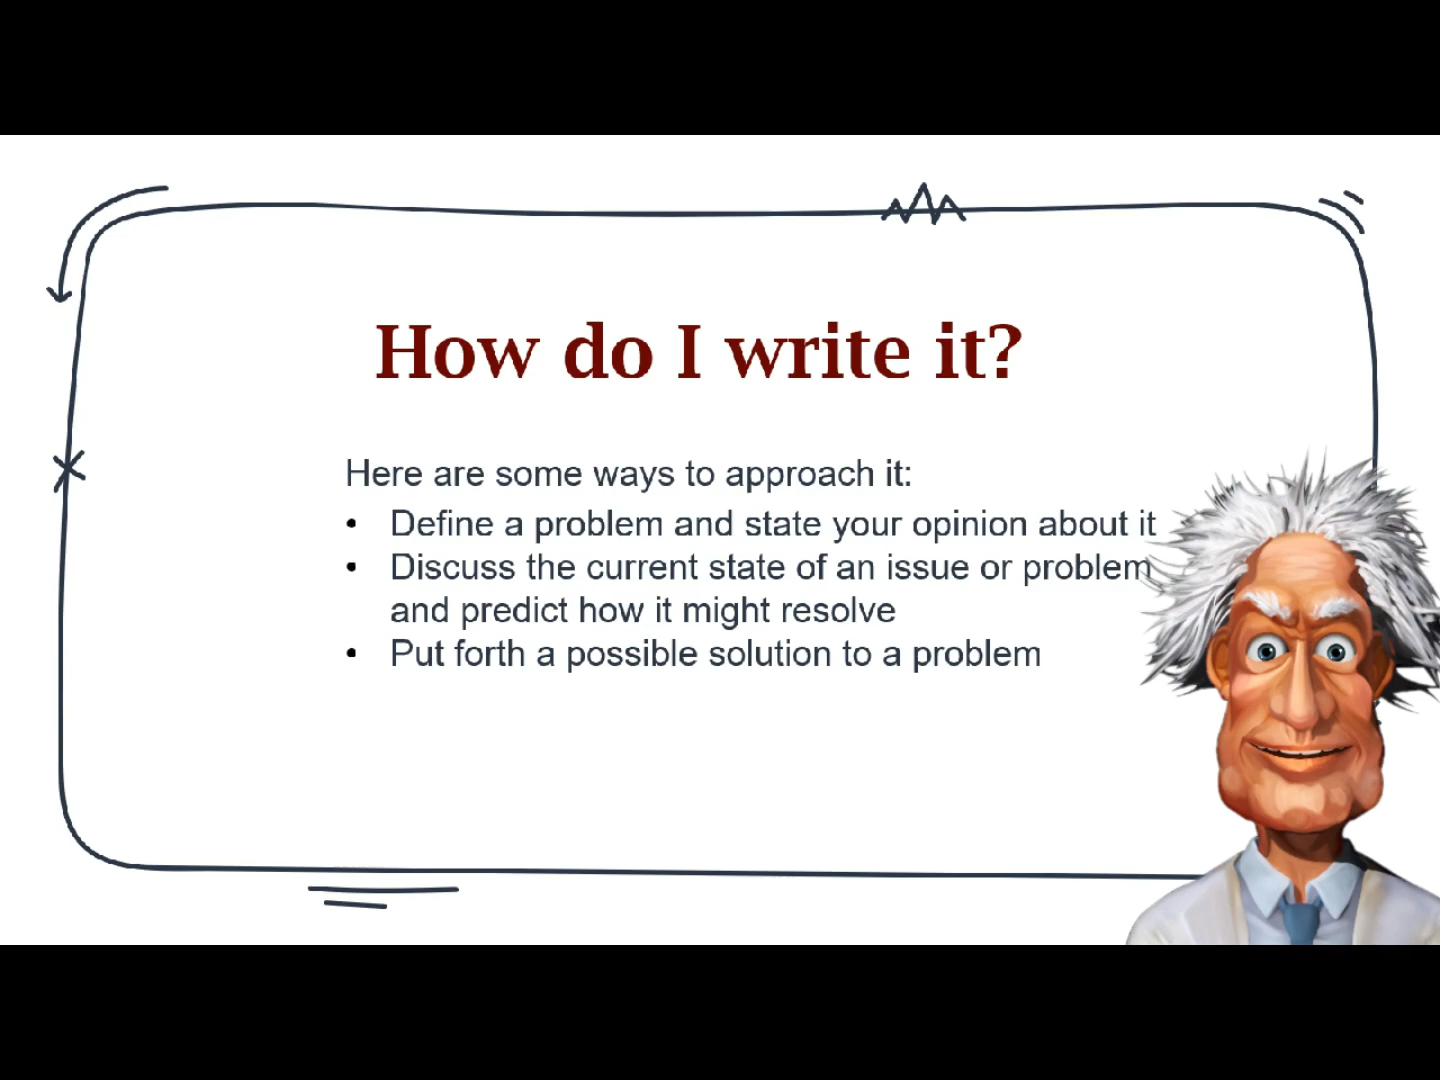 How do I write it?
Here are some ways to approach it:
• Define a problem and state your opinion about it
• Discuss the current state of an issue or problem
and predict how it might resolve
• Put forth a possible solution to a problem